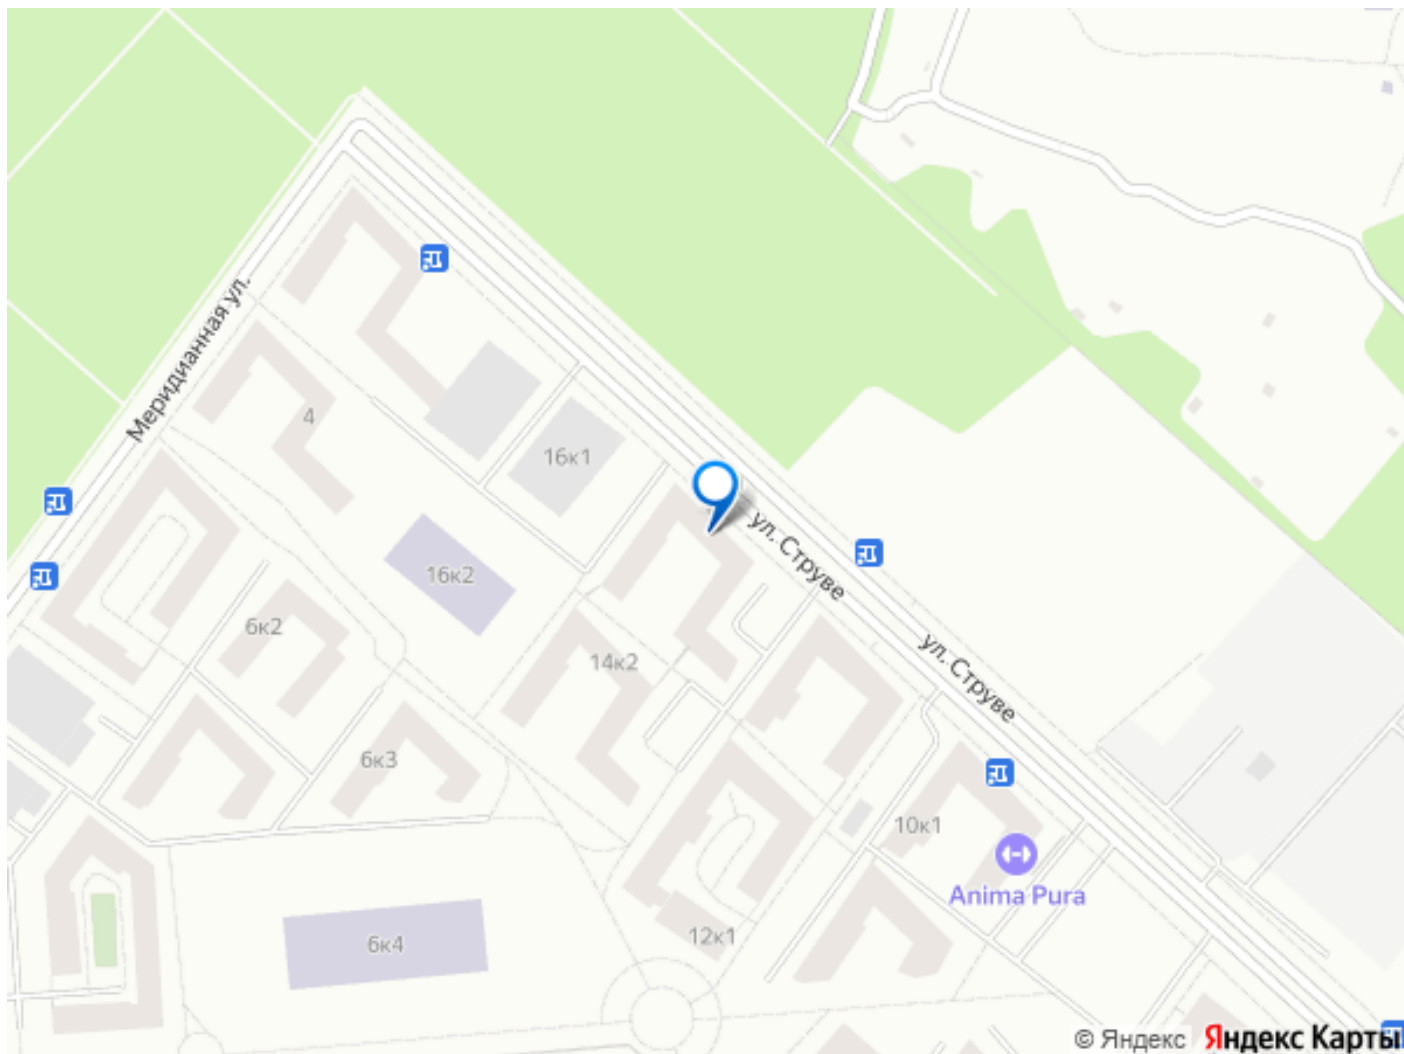 Меридианная ул.
4
16к1
16к2
ул. Струве
6к2
14к2
ул. Струве
6к3
10к1
Anima Pura
12к1
6к4
© Яндекс Яндекс Карты